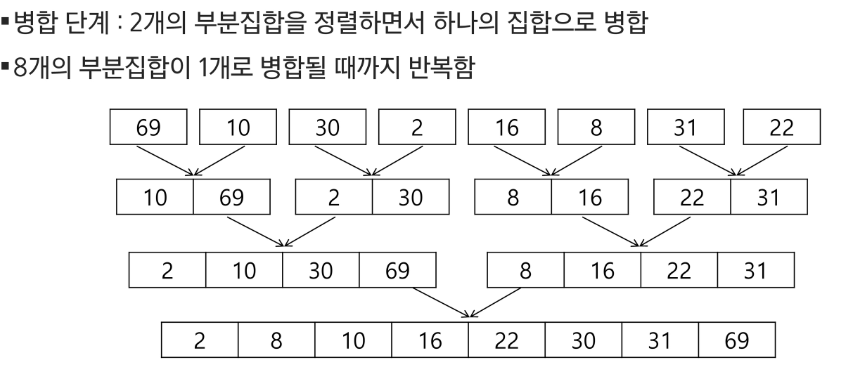 ▪병합 단계 : 2개의 부분집합을 정렬하면서 하나의 집합으로 병합
▪8개의 부분집합이 1개로 병합될 때까지 반복함
69 10 30 2 16 8 31 22
10 69 2 30 8 16 22 31
2 10 30 69 8 16 22 31
2 8 10 16 22 30 31 69